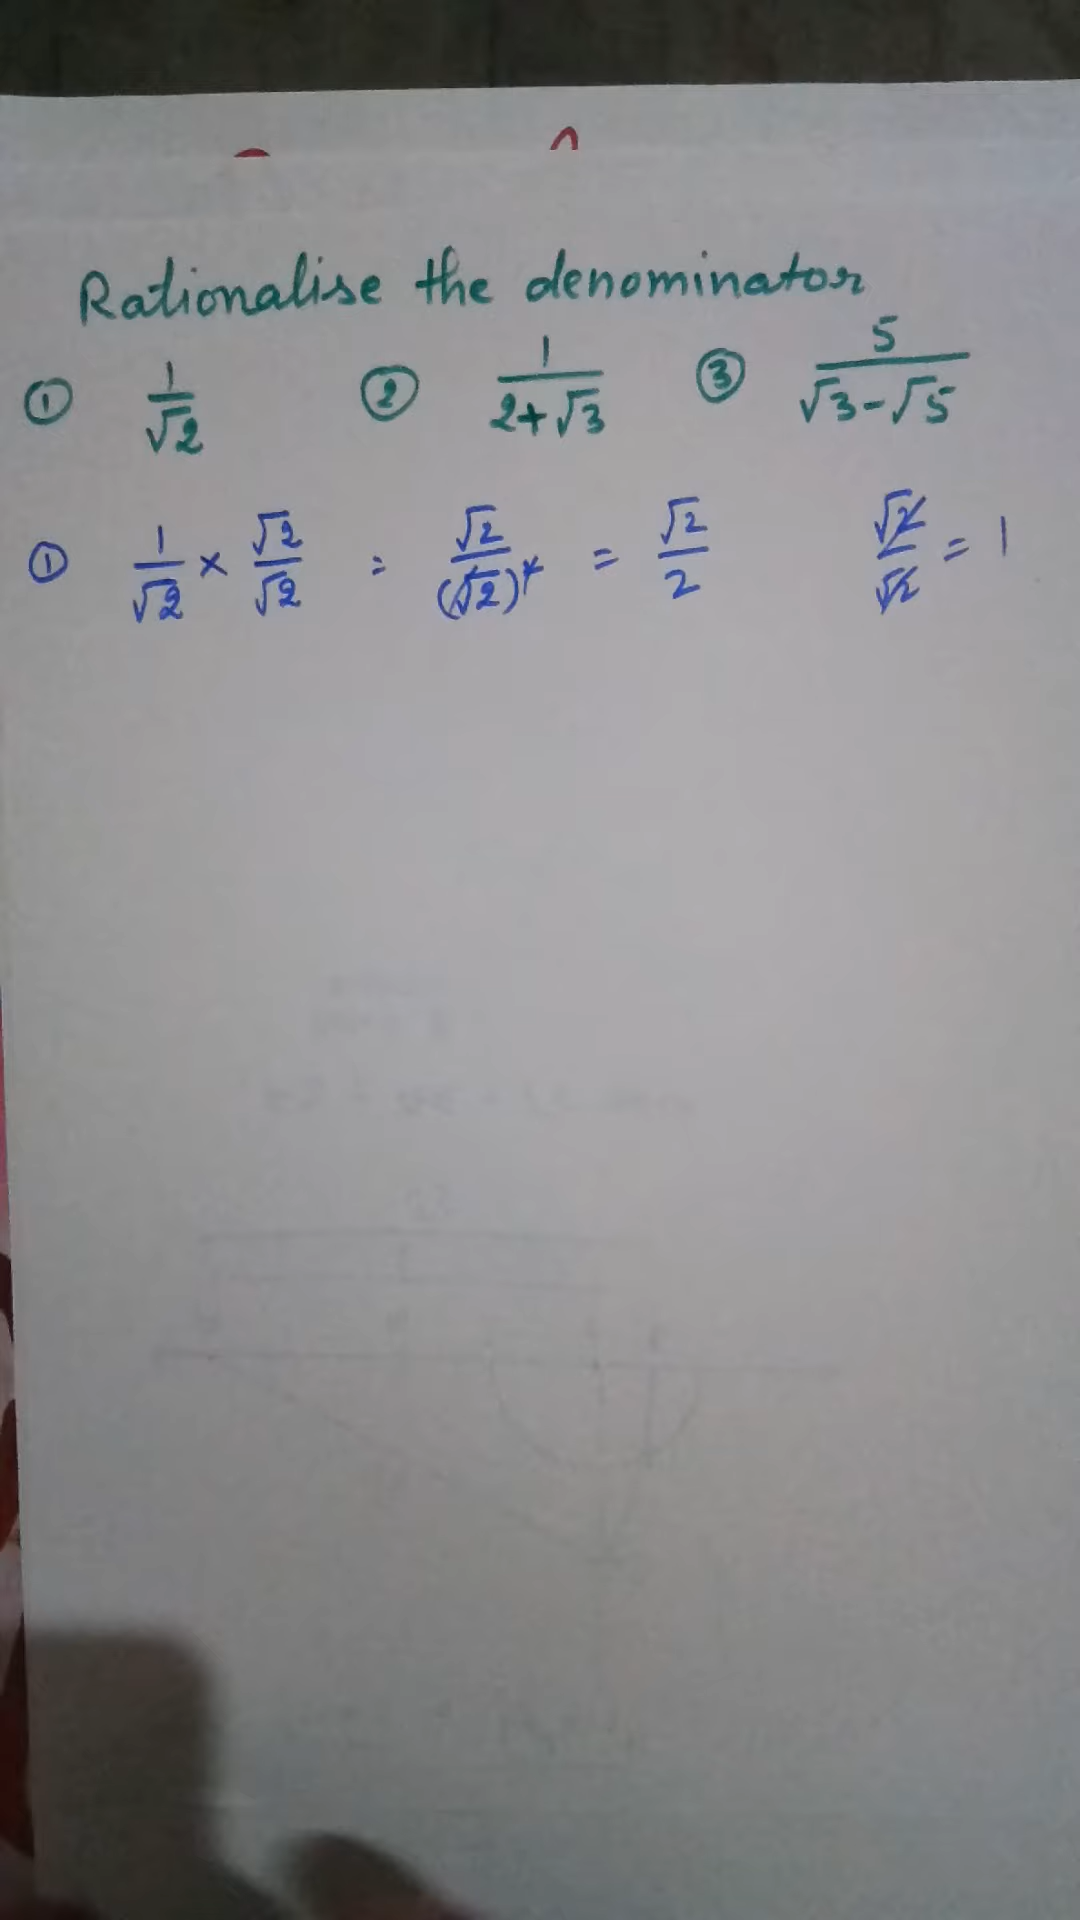 Rationalise the denominator
① 1/√2 ② 1/(2+√3) ③ 5/(√3-√5)
① 1/√2 × √2/√2 = √2/(√2)² = √2/2 √2/√2 = 1